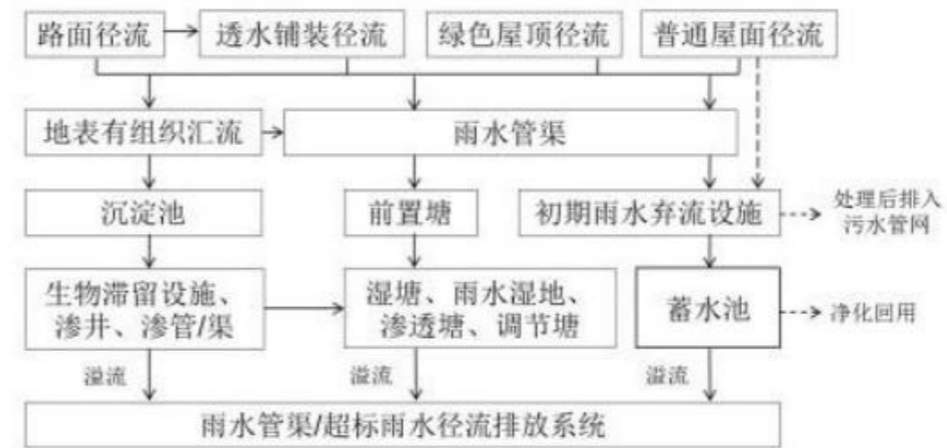 路面径流
透水铺装径流
绿色屋顶径流
普通屋面径流
地表有组织汇流
雨水管渠
沉淀池
前置塘
初期雨水弃流设施
处理后排入
污水管网
生物滞留设施、
渗井、渗管/渠
湿塘、雨水湿地、
渗透塘、调节塘
蓄水池
净化回用
溢流
溢流
溢流
雨水管渠/超标雨水径流排放系统